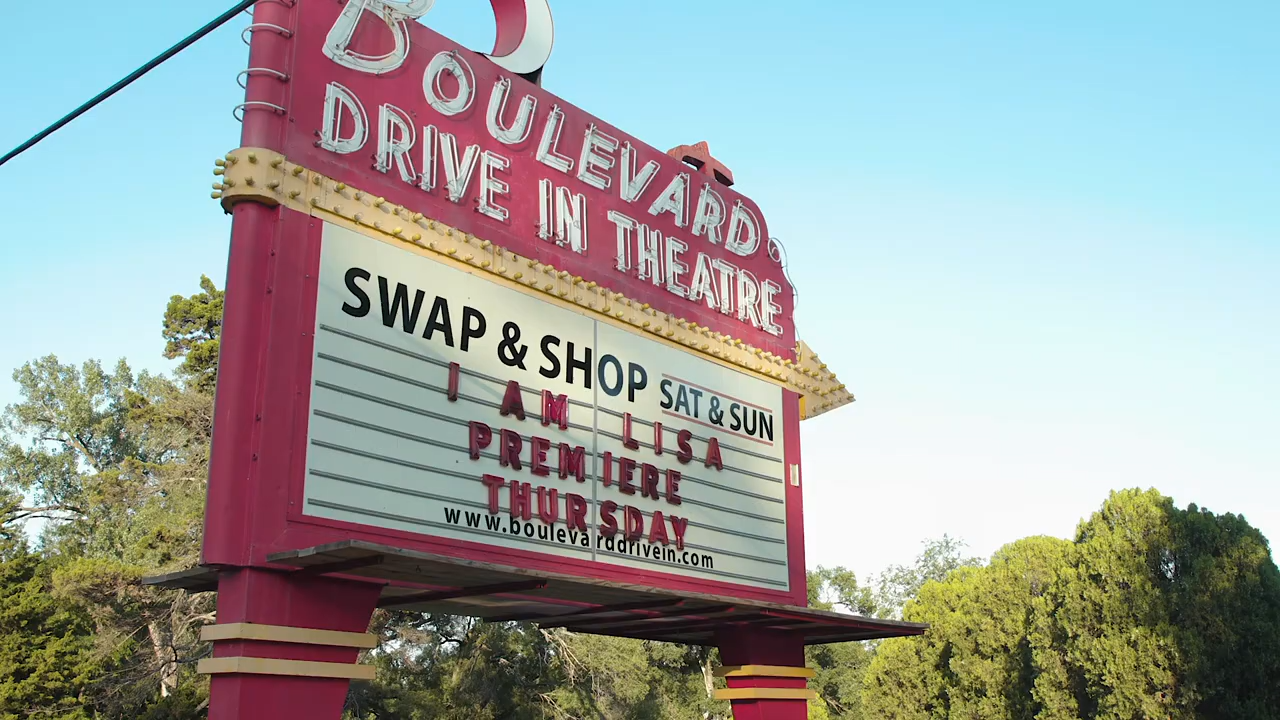 BOULEVARD
DRIVE IN THEATRE
SWAP & SHOP SAT & SUN
I AM LISA
PREMIERE
THURSDAY
www.boulevarddrivein.com